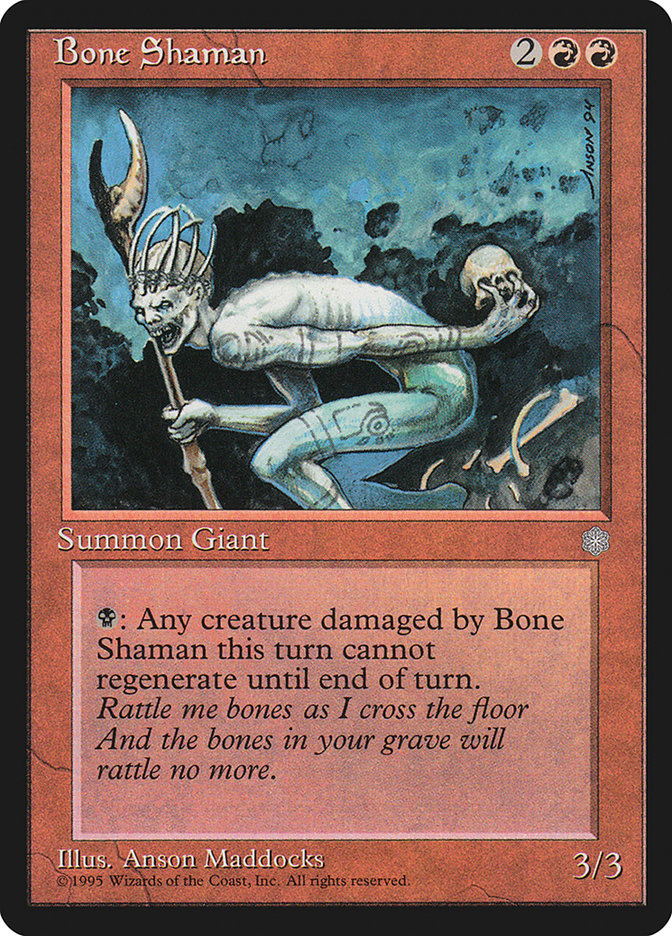 Bone Shaman
2
ANSON 94
Summon Giant
: Any creature damaged by Bone
Shaman this turn cannot
regenerate until end of turn.
Rattle me bones as I cross the floor
And the bones in your grave will
rattle no more.
Illus. Anson Maddocks
3/3
©1995 Wizards of the Coast, Inc. All rights reserved.